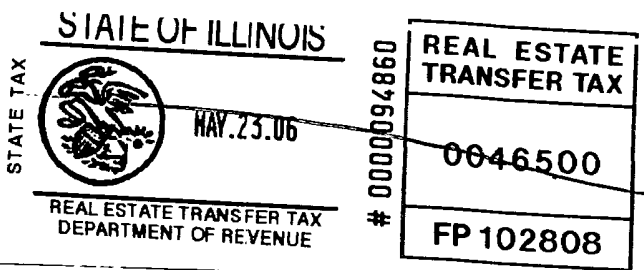 STATE OF ILLINOIS
STATE TAX
MAY.23.06
REAL ESTATE TRANSFER TAX
DEPARTMENT OF REVENUE
# 0000094860
REAL ESTATE
TRANSFER TAX
0046500
FP 102808